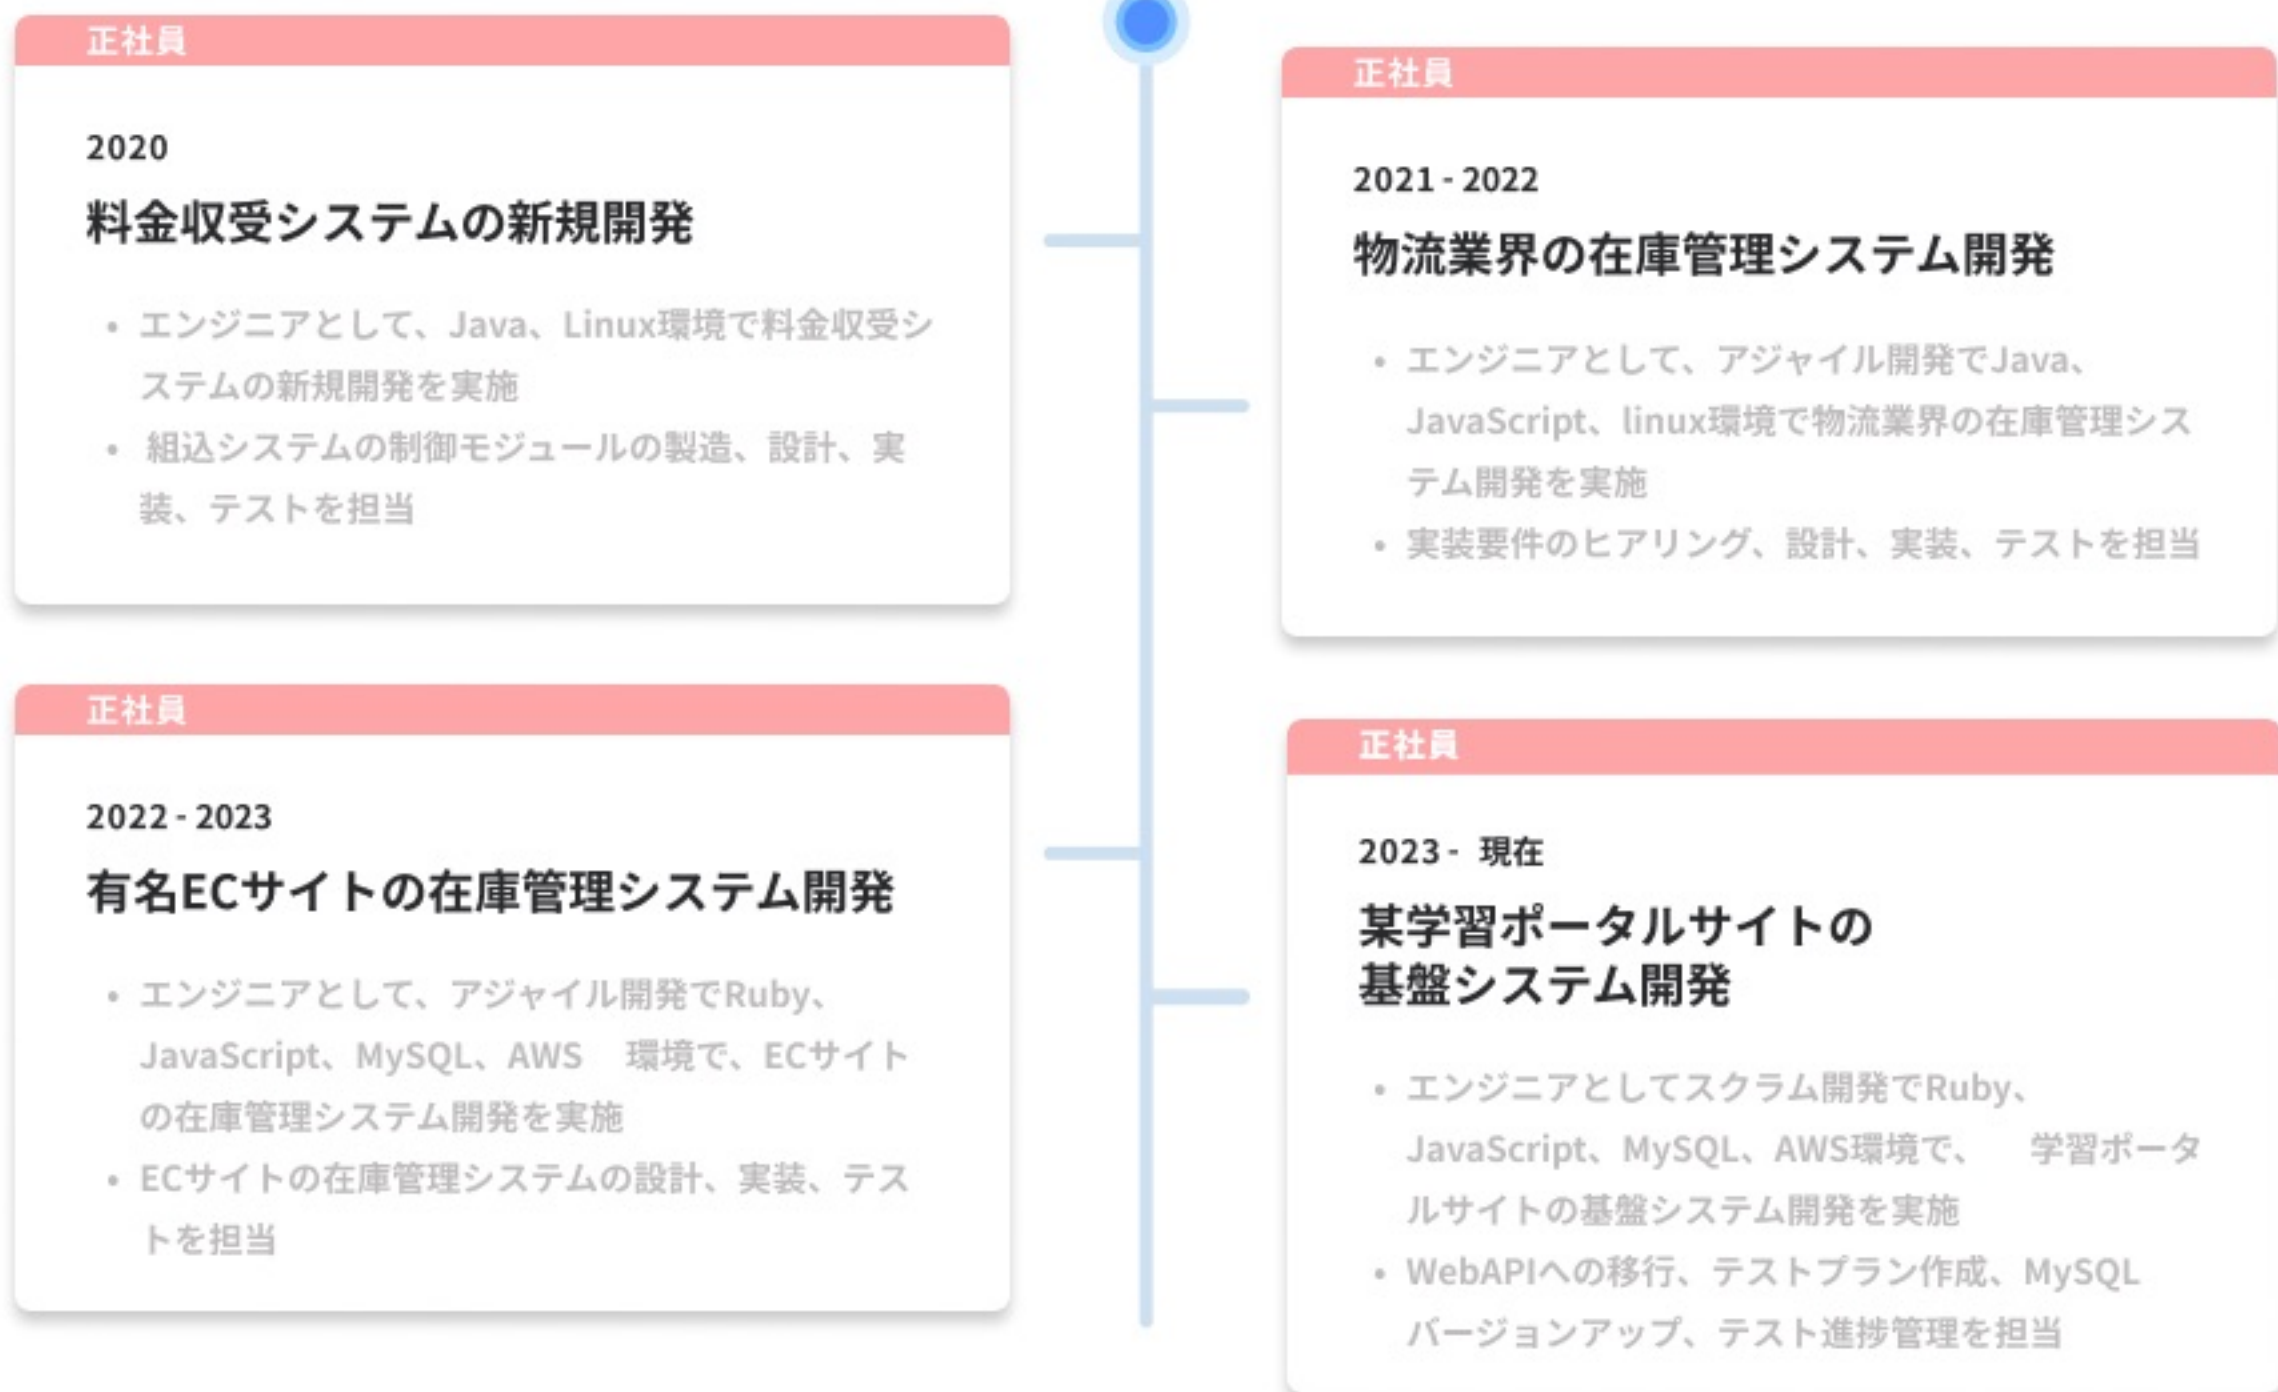 正社員
2020
料金収受システムの新規開発
• エンジニアとして、Java、Linux環境で料金収受シ
ステムの新規開発を実施
• 組込システムの制御モジュールの製造、設計、実
装、テストを担当
正社員
2021 - 2022
物流業界の在庫管理システム開発
• エンジニアとして、アジャイル開発でJava、
JavaScript、linux環境で物流業界の在庫管理シス
テム開発を実施
• 実装要件のヒアリング、設計、実装、テストを担当
正社員
2022 - 2023
有名ECサイトの在庫管理システム開発
• エンジニアとして、アジャイル開発でRuby、
JavaScript、MySQL、AWS　環境で、ECサイト
の在庫管理システム開発を実施
• ECサイトの在庫管理システムの設計、実装、テス
トを担当
正社員
2023 - 現在
某学習ポータルサイトの
基盤システム開発
• エンジニアとしてスクラム開発でRuby、
JavaScript、MySQL、AWS環境で、　学習ポータ
ルサイトの基盤システム開発を実施
• WebAPIへの移行、テストプラン作成、MySQL
バージョンアップ、テスト進捗管理を担当